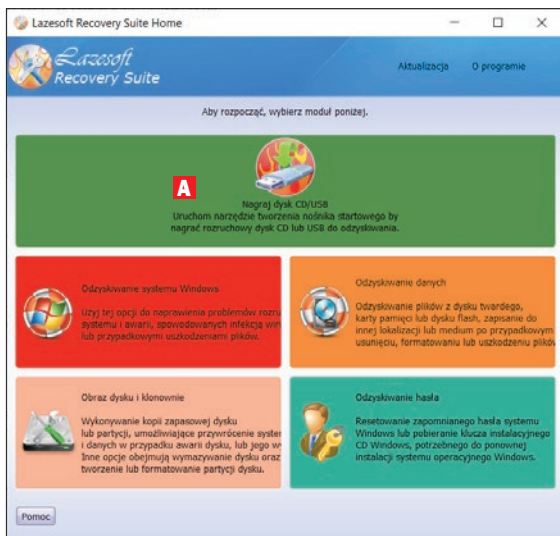 Lazesoft Recovery Suite Home
Lazesoft
Recovery Suite
Aktualizacja
O programie
Aby rozpocząć, wybierz moduł poniżej.
A
Nagraj dysk CD/USB
Uruchom narzędzie tworzenia nośnika startowego by
nagrać rozruchowy dysk CD lub USB do odzyskiwania.
Odzyskiwanie systemu Windows
Użyj tej opcji do naprawienia problemów rozru
systemu i awarii, spowodowanych infekcją wir
lub przypadkowymi uszkodzeniami plików.
Odzyskiwanie danych
Odzyskiwanie plików z dysku twardego,
karty pamięci lub dysku flash, zapisanie do
innej lokalizacji lub medium po przypadkowym
usunięciu, formatowaniu lub uszkodzeniu plików
Obraz dysku i klonownie
Wykonywanie kopii zapasowej dysku
lub partycji, umożliwiające przywrócenie system
i danych w przypadku awarii dysku, lub jego wy
Inne opcje obejmują wymazywanie dysku oraz
tworzenie lub formatowanie partycji dysku.
Odzyskiwanie hasła
Resetowanie zapomnianego hasła systemu
Windows lub pobieranie klucza instalacyjnego
CD Windows, potrzebnego do ponownej
instalacji systemu operacyjnego Windows.
Pomoc